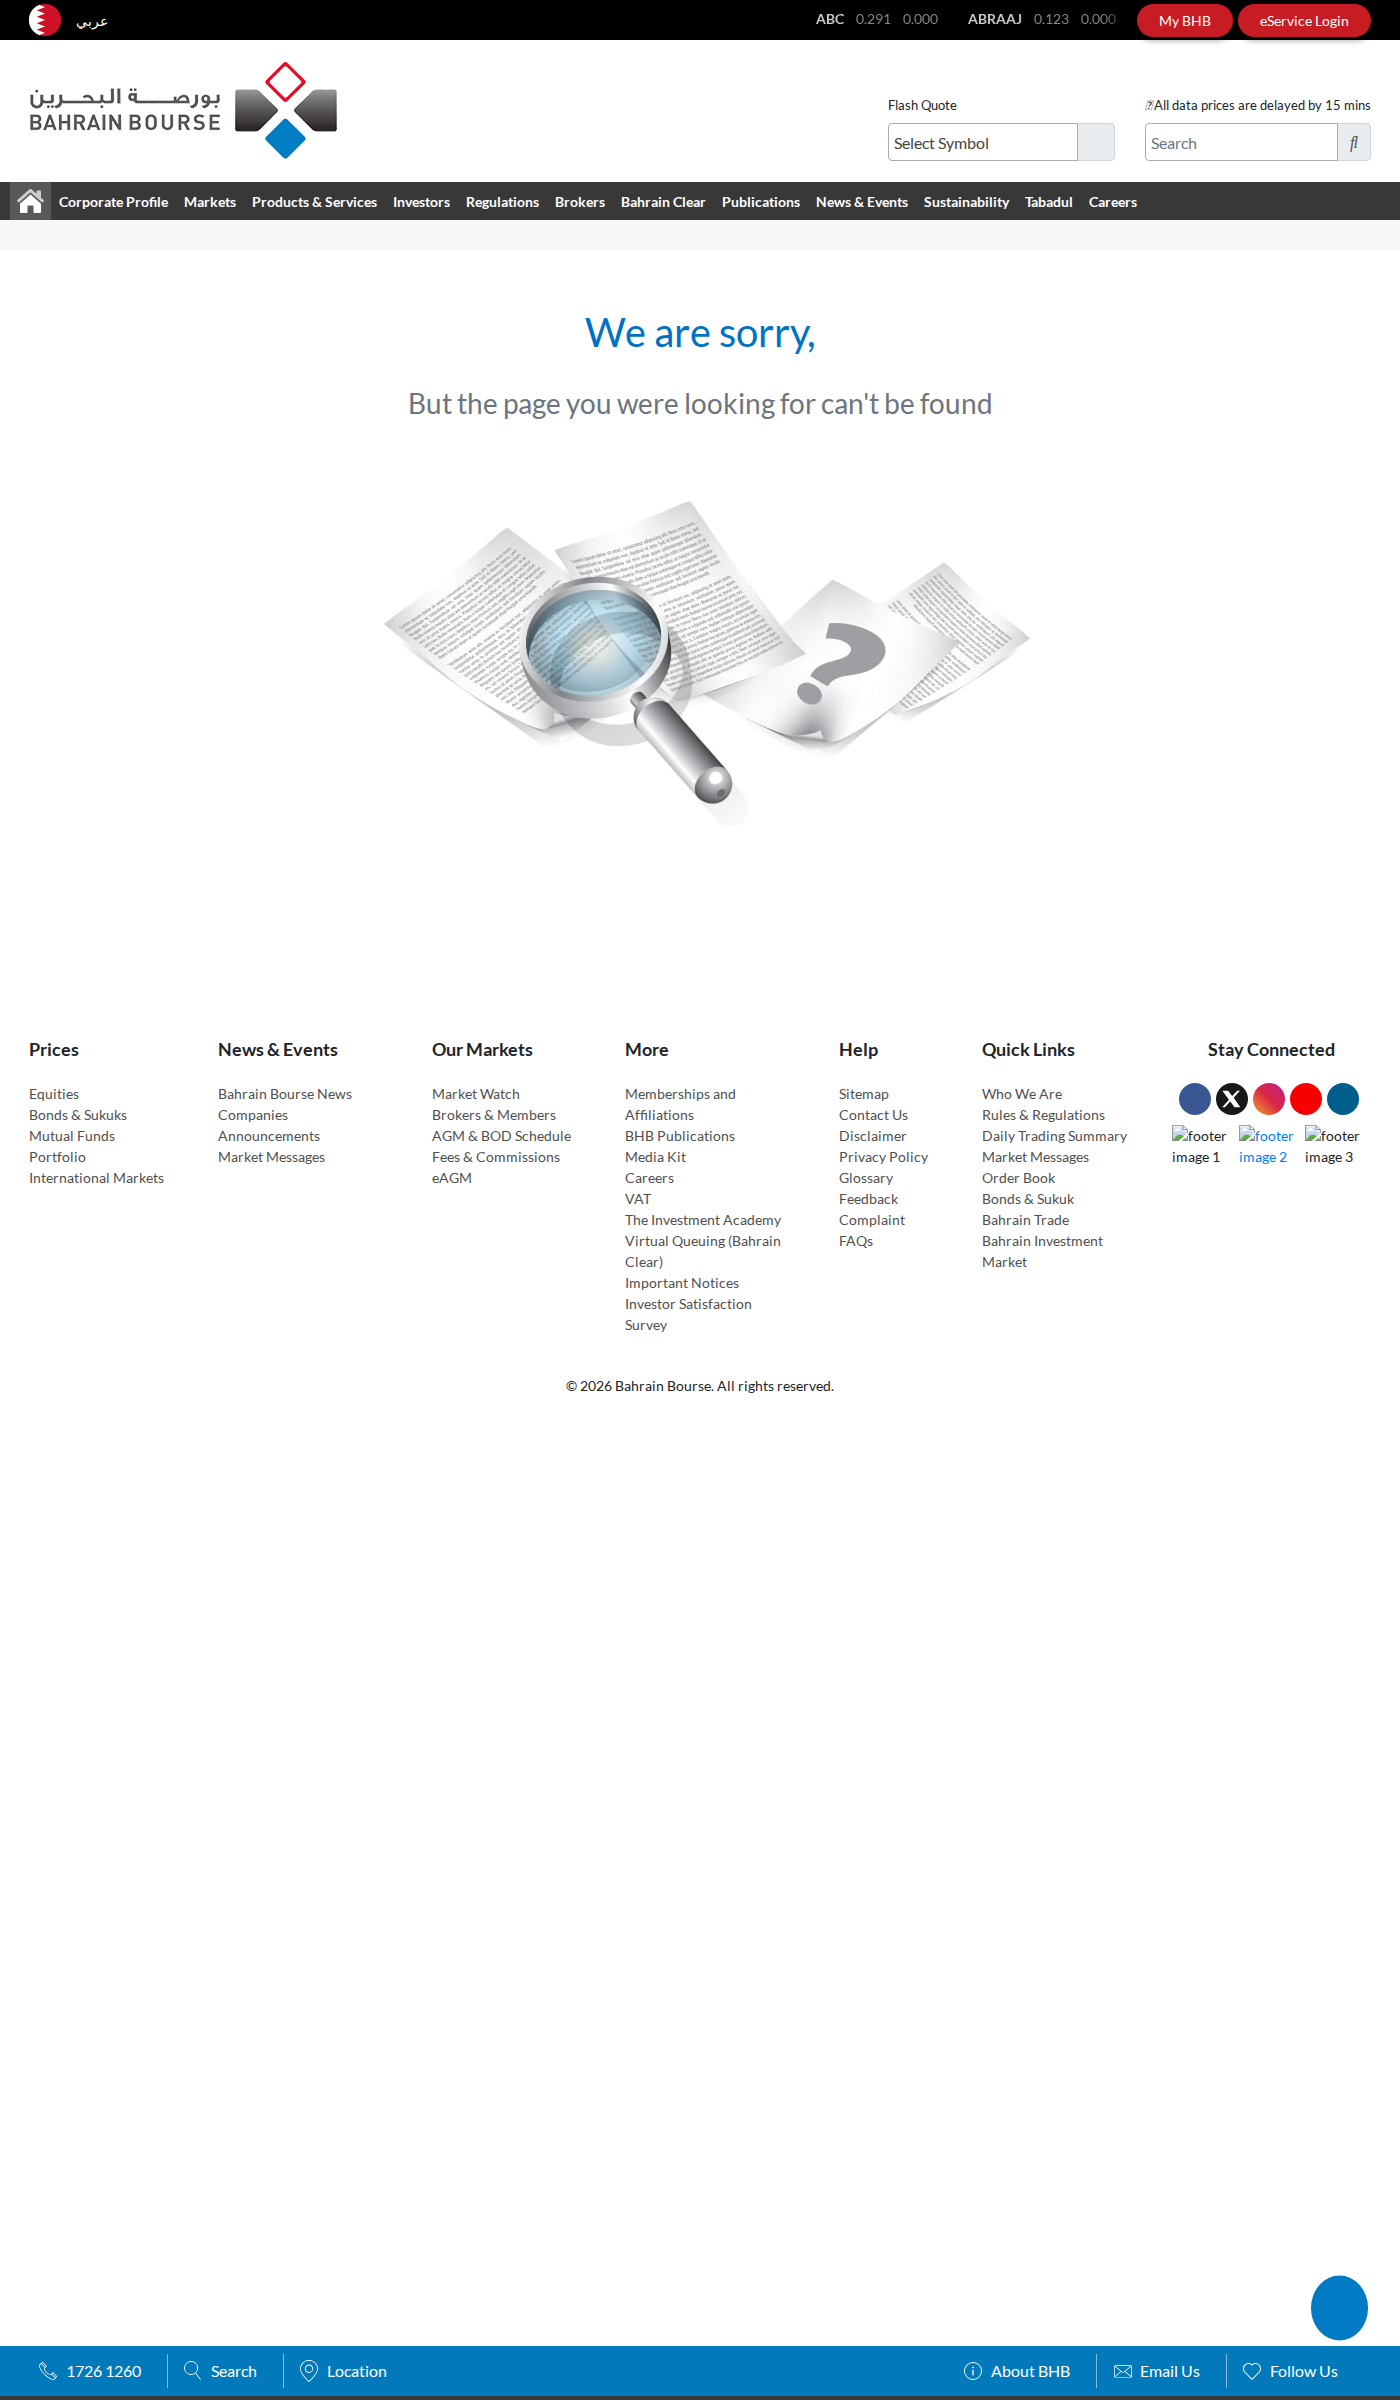 عربي
ABC 0.291 0.000 ABRAAJ 0.123 0.000 My BHB eService Login
بورصة البحرين
BAHRAIN BOURSE
Flash Quote All data prices are delayed by 15 mins
Select Symbol Search
Corporate Profile Markets Products & Services Investors Regulations Brokers Bahrain Clear Publications News & Events Sustainability Tabadul Careers
We are sorry,
But the page you were looking for can't be found
?
Prices
Equities
Bonds & Sukuks
Mutual Funds
Portfolio
International Markets
News & Events
Bahrain Bourse News
Companies
Announcements
Market Messages
Our Markets
Market Watch
Brokers & Members
AGM & BOD Schedule
Fees & Commissions
eAGM
More
Memberships and
Affiliations
BHB Publications
Media Kit
Careers
VAT
The Investment Academy
Virtual Queuing (Bahrain
Clear)
Important Notices
Investor Satisfaction
Survey
Help
Sitemap
Contact Us
Disclaimer
Privacy Policy
Glossary
Feedback
Complaint
FAQs
Quick Links
Who We Are
Rules & Regulations
Daily Trading Summary
Market Messages
Order Book
Bonds & Sukuk
Bahrain Trade
Bahrain Investment
Market
Stay Connected
footer image 1
footer image 2
footer image 3
© 2026 Bahrain Bourse. All rights reserved.
1726 1260 Search Location About BHB Email Us Follow Us